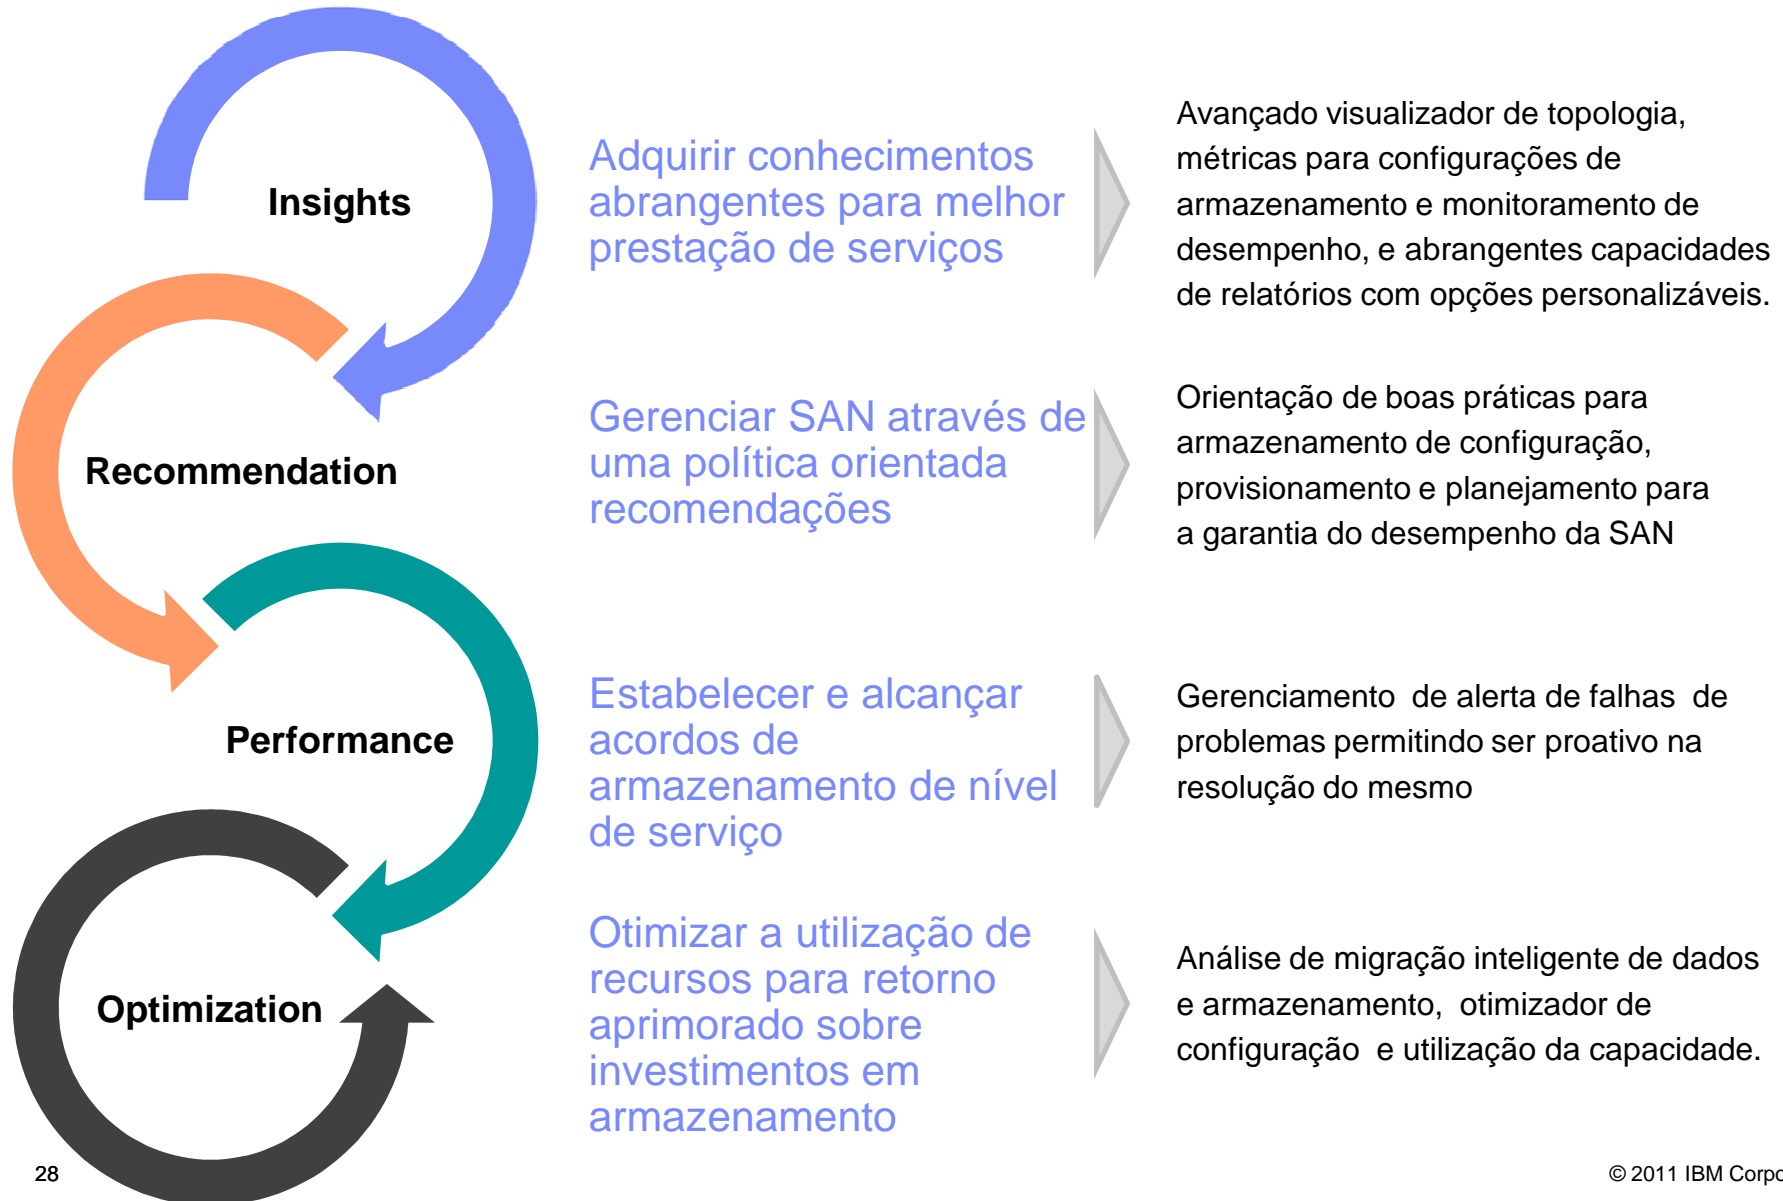 Insights
Adquirir conhecimentos
abrangentes para melhor
prestação de serviços
Avançado visualizador de topologia,
métricas para configurações de
armazenamento e monitoramento de
desempenho, e abrangentes capacidades
de relatórios com opções personalizáveis.
Recommendation
Gerenciar SAN através de
uma política orientada
recomendações
Orientação de boas práticas para
armazenamento de configuração,
provisionamento e planejamento para
a garantia do desempenho da SAN
Performance
Estabelecer e alcançar
acordos de
armazenamento de nível
de serviço
Gerenciamento de alerta de falhas de
problemas permitindo ser proativo na
resolução do mesmo
Optimization
Otimizar a utilização de
recursos para retorno
aprimorado sobre
investimentos em
armazenamento
Análise de migração inteligente de dados
e armazenamento, otimizador de
configuração e utilização da capacidade.
28
© 2011 IBM Corpo